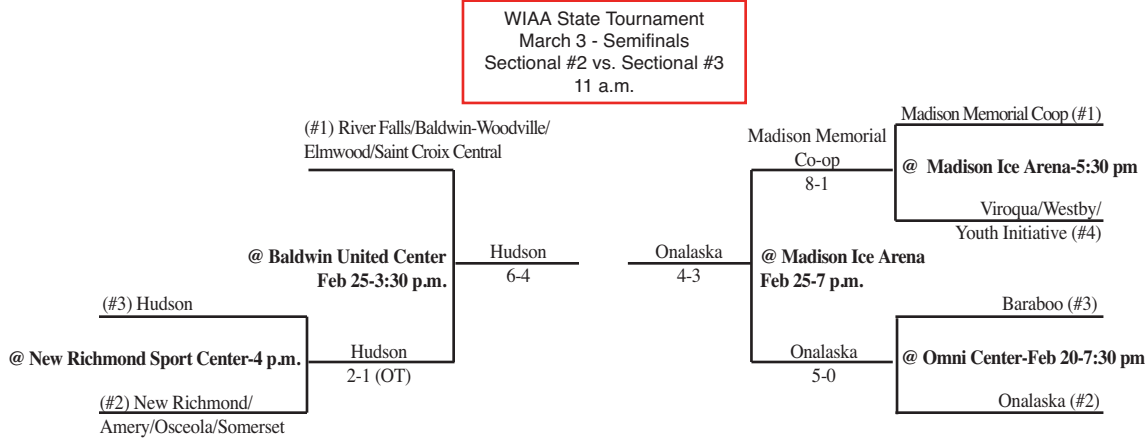 WIAA State Tournament
March 3 - Semifinals
Sectional #2 vs. Sectional #3
11 a.m.
(#1) River Falls/Baldwin-Woodville/
Elmwood/Saint Croix Central
@ Baldwin United Center
Feb 25-3:30 p.m.
(#3) Hudson
@ New Richmond Sport Center-4 p.m.
(#2) New Richmond/
Amery/Osceola/Somerset
Hudson
2-1 (OT)
Hudson
6-4
Onalaska
4-3
Madison Memorial
Co-op
8-1
@ Madison Ice Arena
Feb 25-7 p.m.
Onalaska
5-0
Madison Memorial Coop (#1)
@  Madison Ice Arena-5:30 pm
Viroqua/Westby/
Youth Initiative (#4)
Baraboo (#3)
@ Omni Center-Feb 20-7:30 pm
Onalaska (#2)